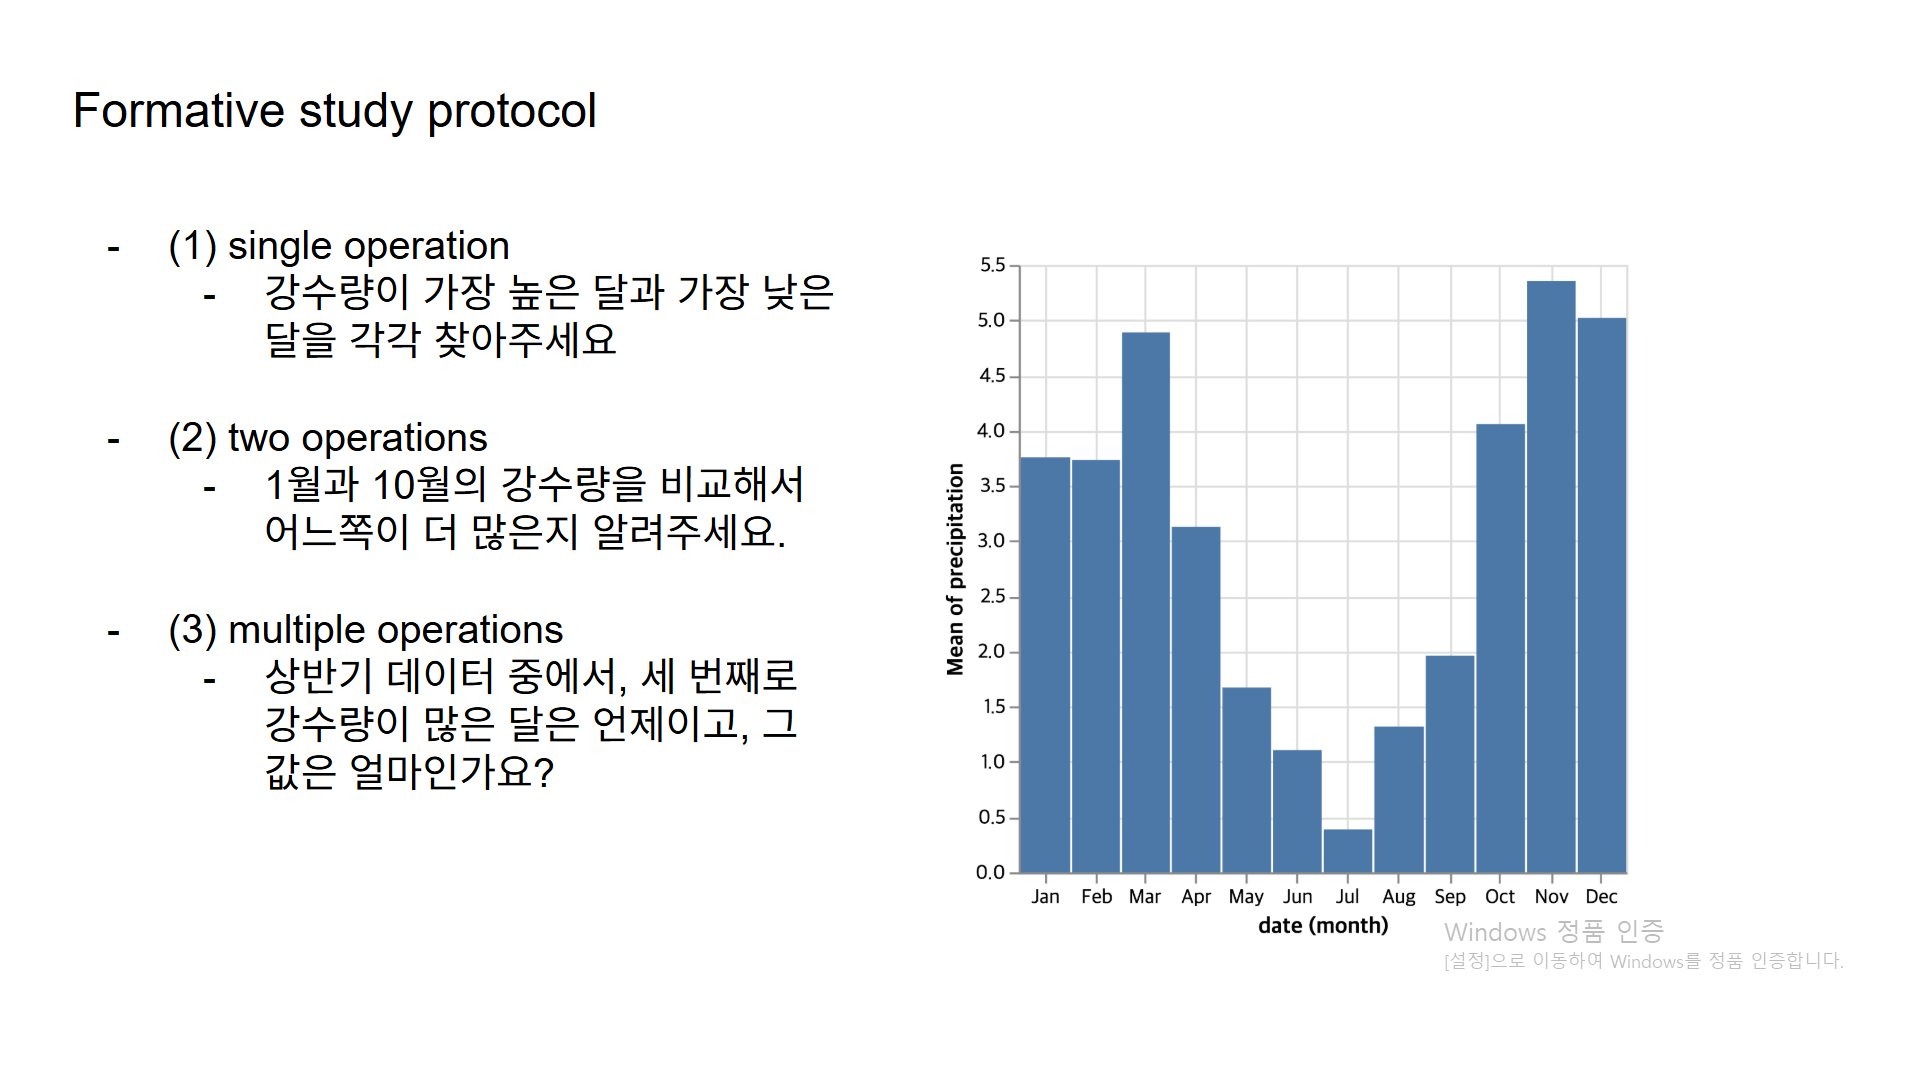 Formative study protocol
- (1) single operation
- 강수량이 가장 높은 달과 가장 낮은
달을 각각 찾아주세요
- (2) two operations
- 1월과 10월의 강수량을 비교해서
어느쪽이 더 많은지 알려주세요.
- (3) multiple operations
- 상반기 데이터 중에서, 세 번째로
강수량이 많은 달은 언제이고, 그
값은 얼마인가요?
Mean of precipitation
5.5
5.0
4.5
4.0
3.5
3.0
2.5
2.0
1.5
1.0
0.5
0.0
Jan Feb Mar Apr May Jun Jul Aug Sep Oct Nov Dec
date (month)
Windows 정품 인증
[설정]으로 이동하여 Windows를 정품 인증합니다.